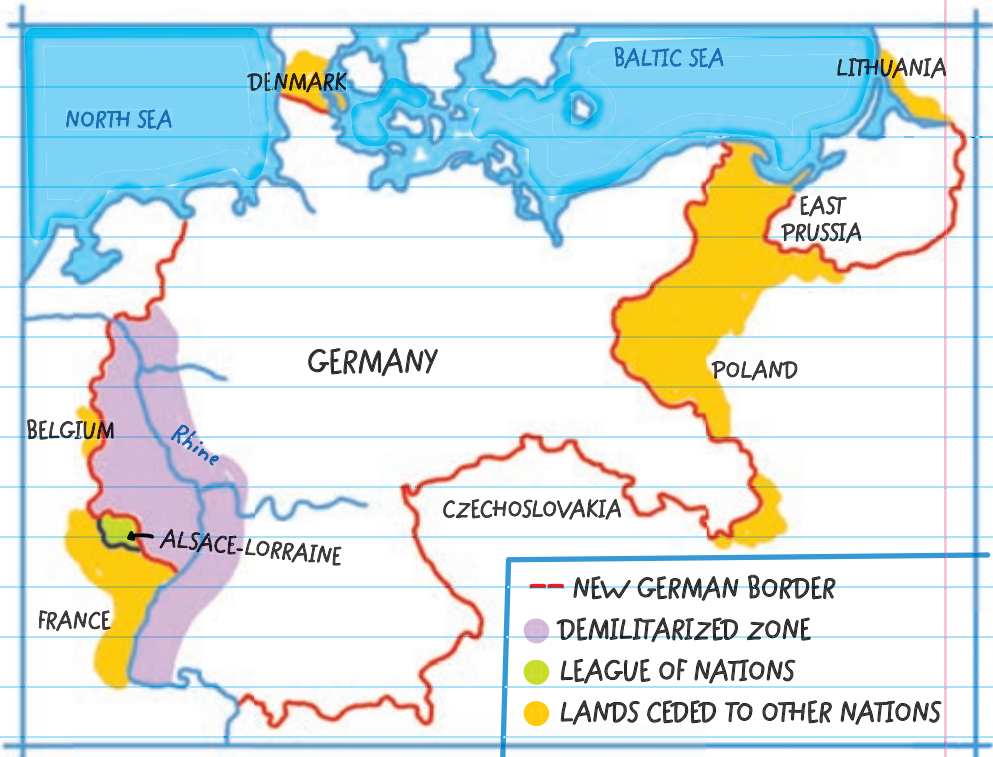 BALTIC SEA
LITHUANIA
DENMARK
NORTH SEA
EAST
PRUSSIA
GERMANY
POLAND
BELGIUM
Rhine
CZECHOSLOVAKIA
ALSACE-LORRAINE
FRANCE
NEW GERMAN BORDER
DEMILITARIZED ZONE
LEAGUE OF NATIONS
LANDS CEDED TO OTHER NATIONS